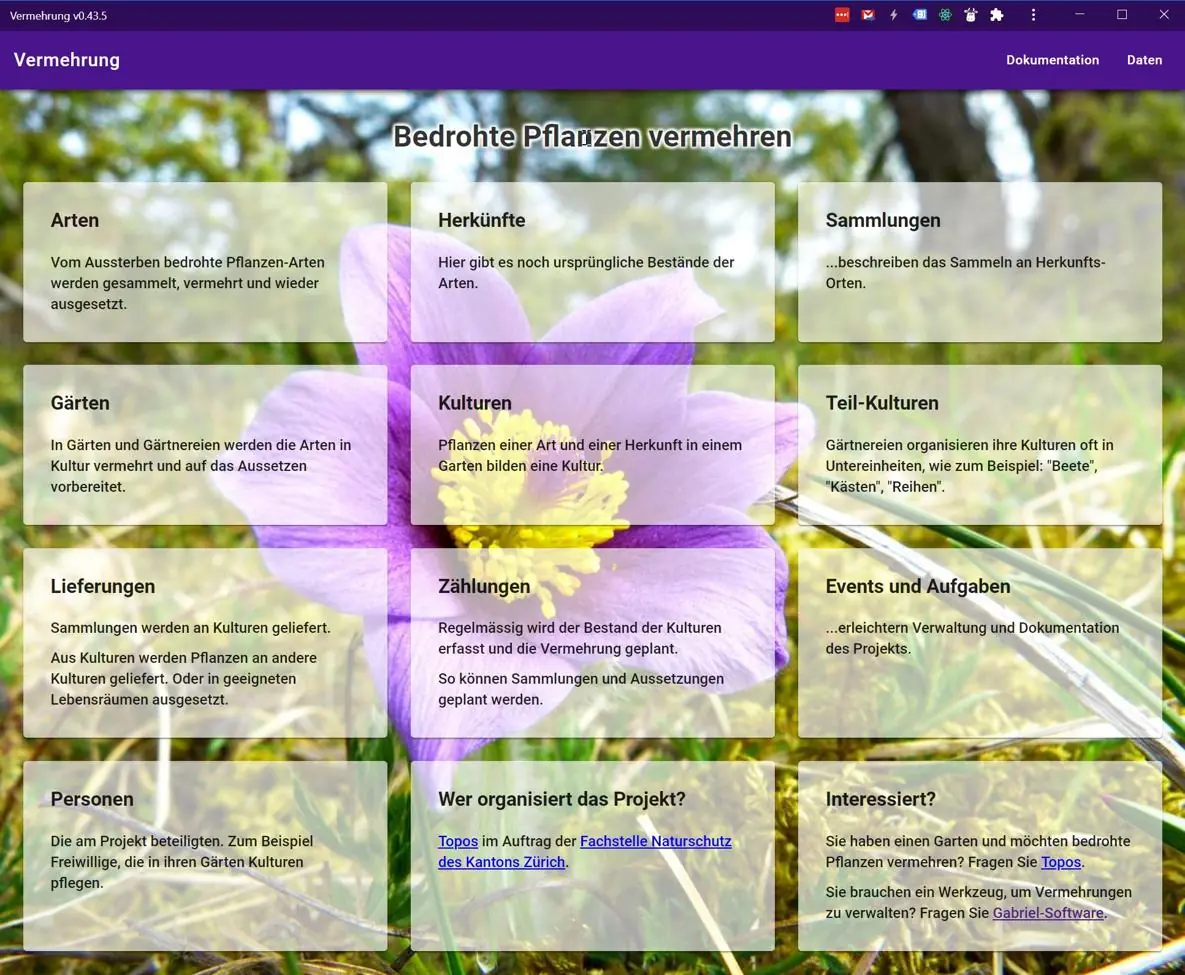 Vermehrung v0.43.5
Vermehrung
Dokumentation
Daten
Bedrohte Pflanzen vermehren
Arten
Vom Aussterben bedrohte Pflanzen-Arten
werden gesammelt, vermehrt und wieder
ausgesetzt.
Herkünfte
Hier gibt es noch ursprüngliche Bestände der
Arten.
Sammlungen
...beschreiben das Sammeln an Herkunfts-
Orten.
Gärten
In Gärten und Gärtnereien werden die Arten in
Kultur vermehrt und auf das Aussetzen
vorbereitet.
Kulturen
Pflanzen einer Art und einer Herkunft in einem
Garten bilden eine Kultur.
Teil-Kulturen
Gärtnereien organisieren ihre Kulturen oft in
Untereinheiten, wie zum Beispiel: "Beete",
"Kästen", "Reihen".
Lieferungen
Sammlungen werden an Kulturen geliefert.
Aus Kulturen werden Pflanzen an andere
Kulturen geliefert. Oder in geeigneten
Lebensräumen ausgesetzt.
Zählungen
Regelmässig wird der Bestand der Kulturen
erfasst und die Vermehrung geplant.
So können Sammlungen und Aussetzungen
geplant werden.
Events und Aufgaben
...erleichtern Verwaltung und Dokumentation
des Projekts.
Personen
Die am Projekt beteiligten. Zum Beispiel
Freiwillige, die in ihren Gärten Kulturen
pflegen.
Wer organisiert das Projekt?
Topos im Auftrag der Fachstelle Naturschutz
des Kantons Zürich.
Interessiert?
Sie haben einen Garten und möchten bedrohte
Pflanzen vermehren? Fragen Sie Topos.
Sie brauchen ein Werkzeug, um Vermehrungen
zu verwalten? Fragen Sie Gabriel-Software.